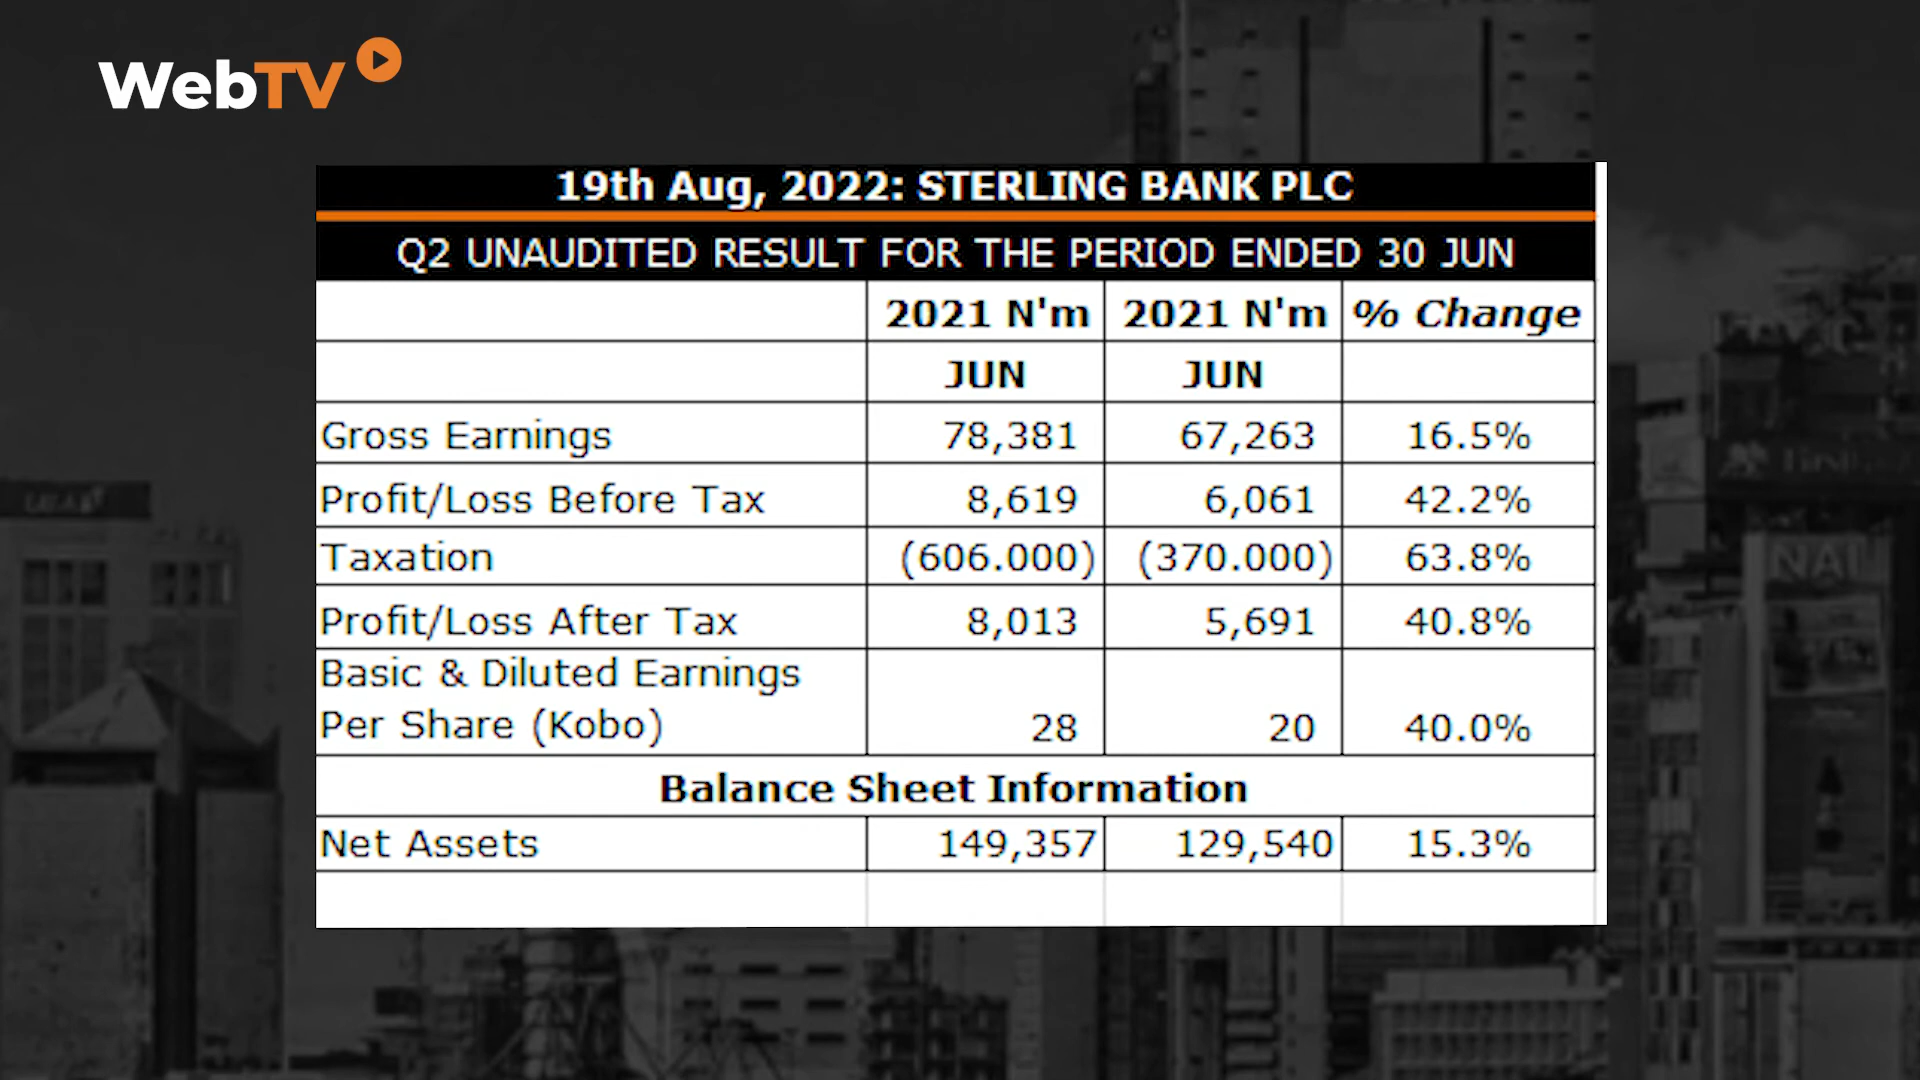 WebTV
19th Aug, 2022: STERLING BANK PLC
Q2 UNAUDITED RESULT FOR THE PERIOD ENDED 30 JUN
2021 N'm 2021 N'm % Change
JUN JUN
Gross Earnings 78,381 67,263 16.5%
Profit/Loss Before Tax 8,619 6,061 42.2%
Taxation (606.000) (370.000) 63.8%
Profit/Loss After Tax 8,013 5,691 40.8%
Basic & Diluted Earnings
Per Share (Kobo) 28 20 40.0%
Balance Sheet Information
Net Assets 149,357 129,540 15.3%